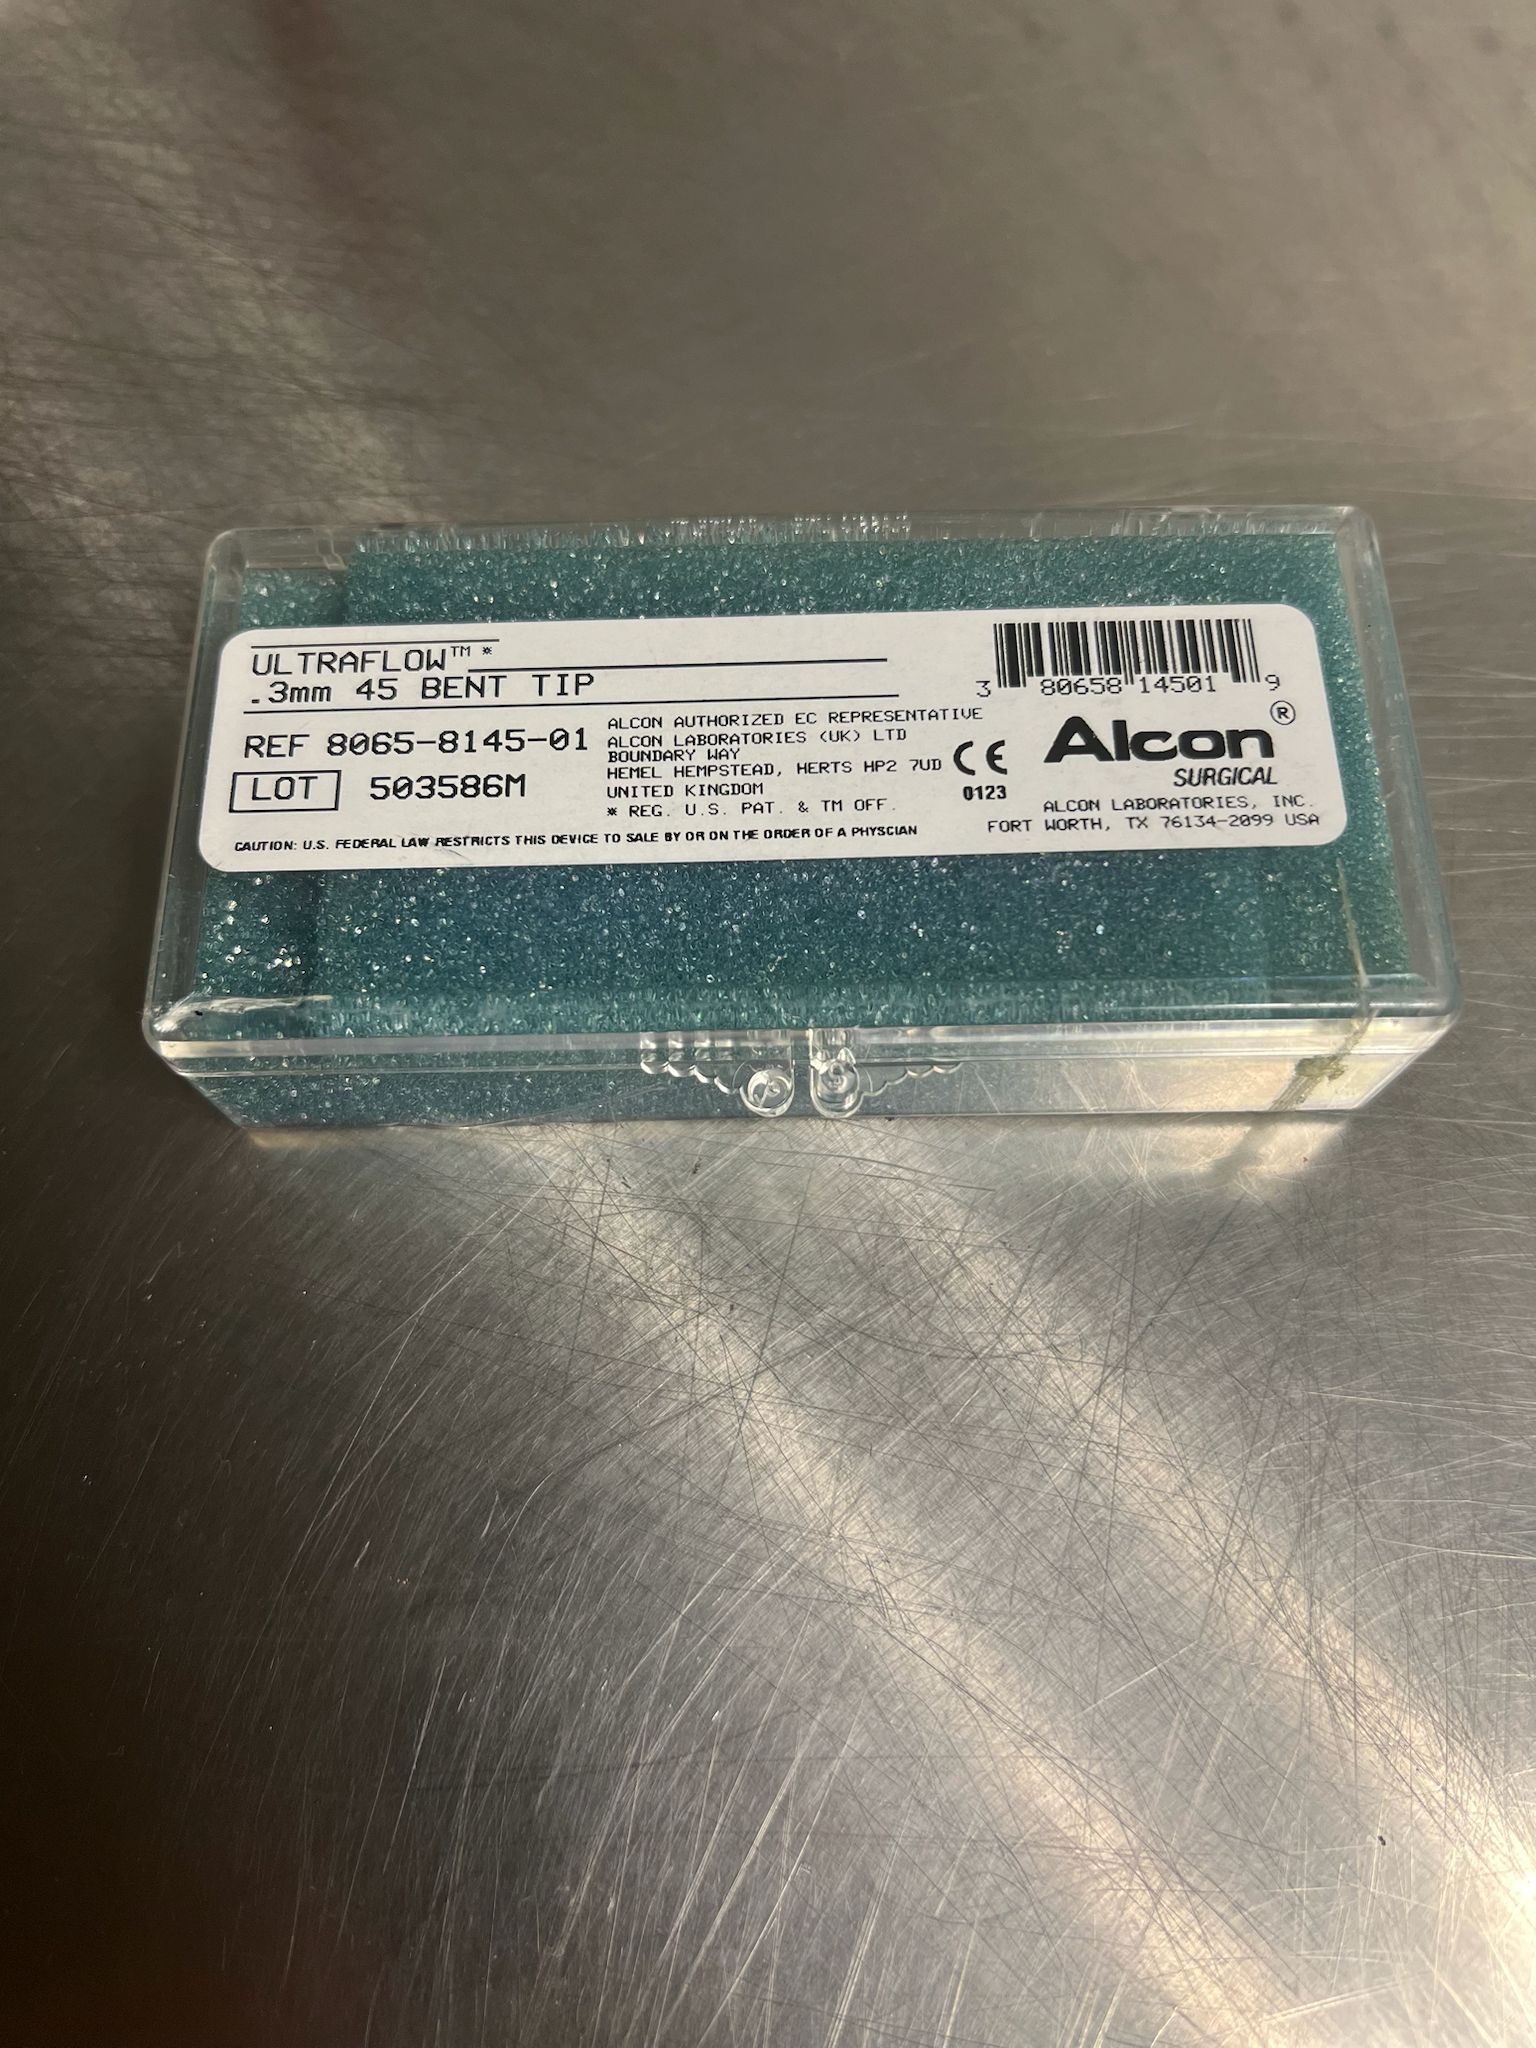 ULTRAFLOW™ *
.3mm 45 BENT TIP
REF 8065-8145-01
LOT 503586M
ALCON AUTHORIZED EC REPRESENTATIVE
ALCON LABORATORIES (UK) LTD
BOUNDARY WAY
HEMEL HEMPSTEAD, HERTS HP2 7UD
UNITED KINGDOM
* REG. U.S. PAT. & TM OFF.
CE
0123
3 80658 14501 9
Alcon®
SURGICAL
ALCON LABORATORIES, INC.
FORT WORTH, TX 76134-2099 USA
CAUTION: U.S. FEDERAL LAW RESTRICTS THIS DEVICE TO SALE BY OR ON THE ORDER OF A PHYSCIAN